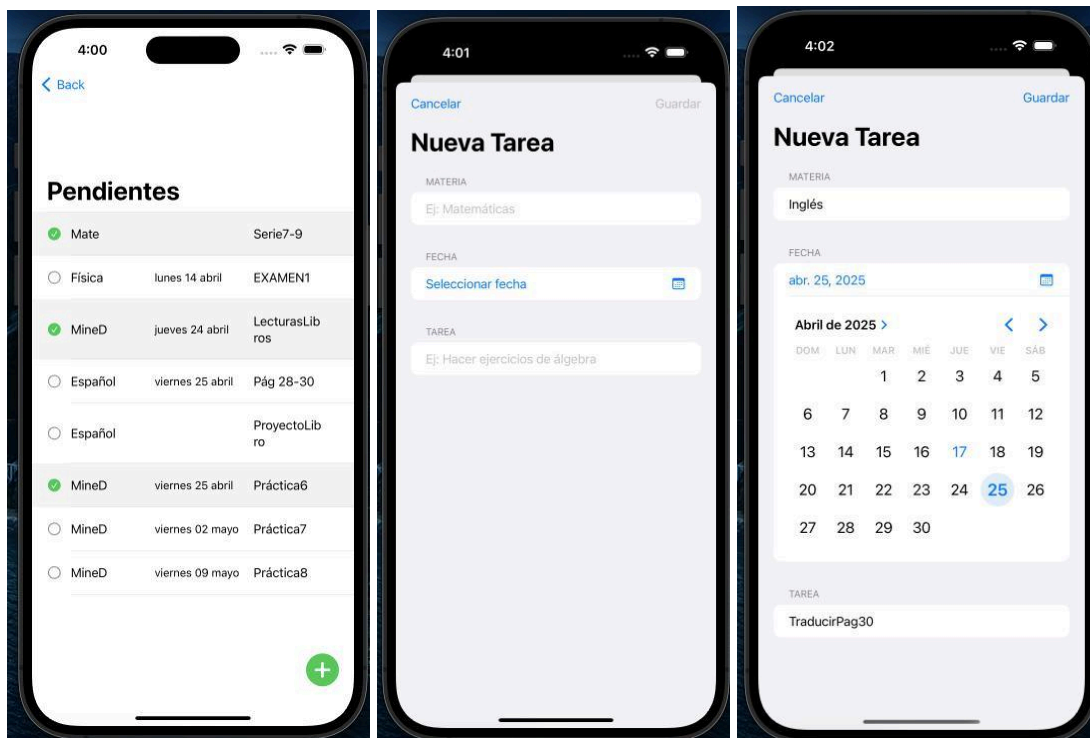 4:00
Back
Pendientes
Mate Serie7-9
Física lunes 14 abril EXAMEN1
MineD jueves 24 abril LecturasLib
ros
Español viernes 25 abril Pág 28-30
Español ProyectoLib
ro
MineD viernes 25 abril Práctica6
MineD viernes 02 mayo Práctica7
MineD viernes 09 mayo Práctica8
4:01
Cancelar Guardar
Nueva Tarea
MATERIA
Ej: Matemáticas
FECHA
Seleccionar fecha
TAREA
Ej: Hacer ejercicios de álgebra
4:02
Cancelar Guardar
Nueva Tarea
MATERIA
Inglés
FECHA
abr. 25, 2025
Abril de 2025
DOM LUN MAR MIÉ JUE VIE SÁB
1 2 3 4 5
6 7 8 9 10 11 12
13 14 15 16 17 18 19
20 21 22 23 24 25 26
27 28 29 30
TAREA
TraducirPag30